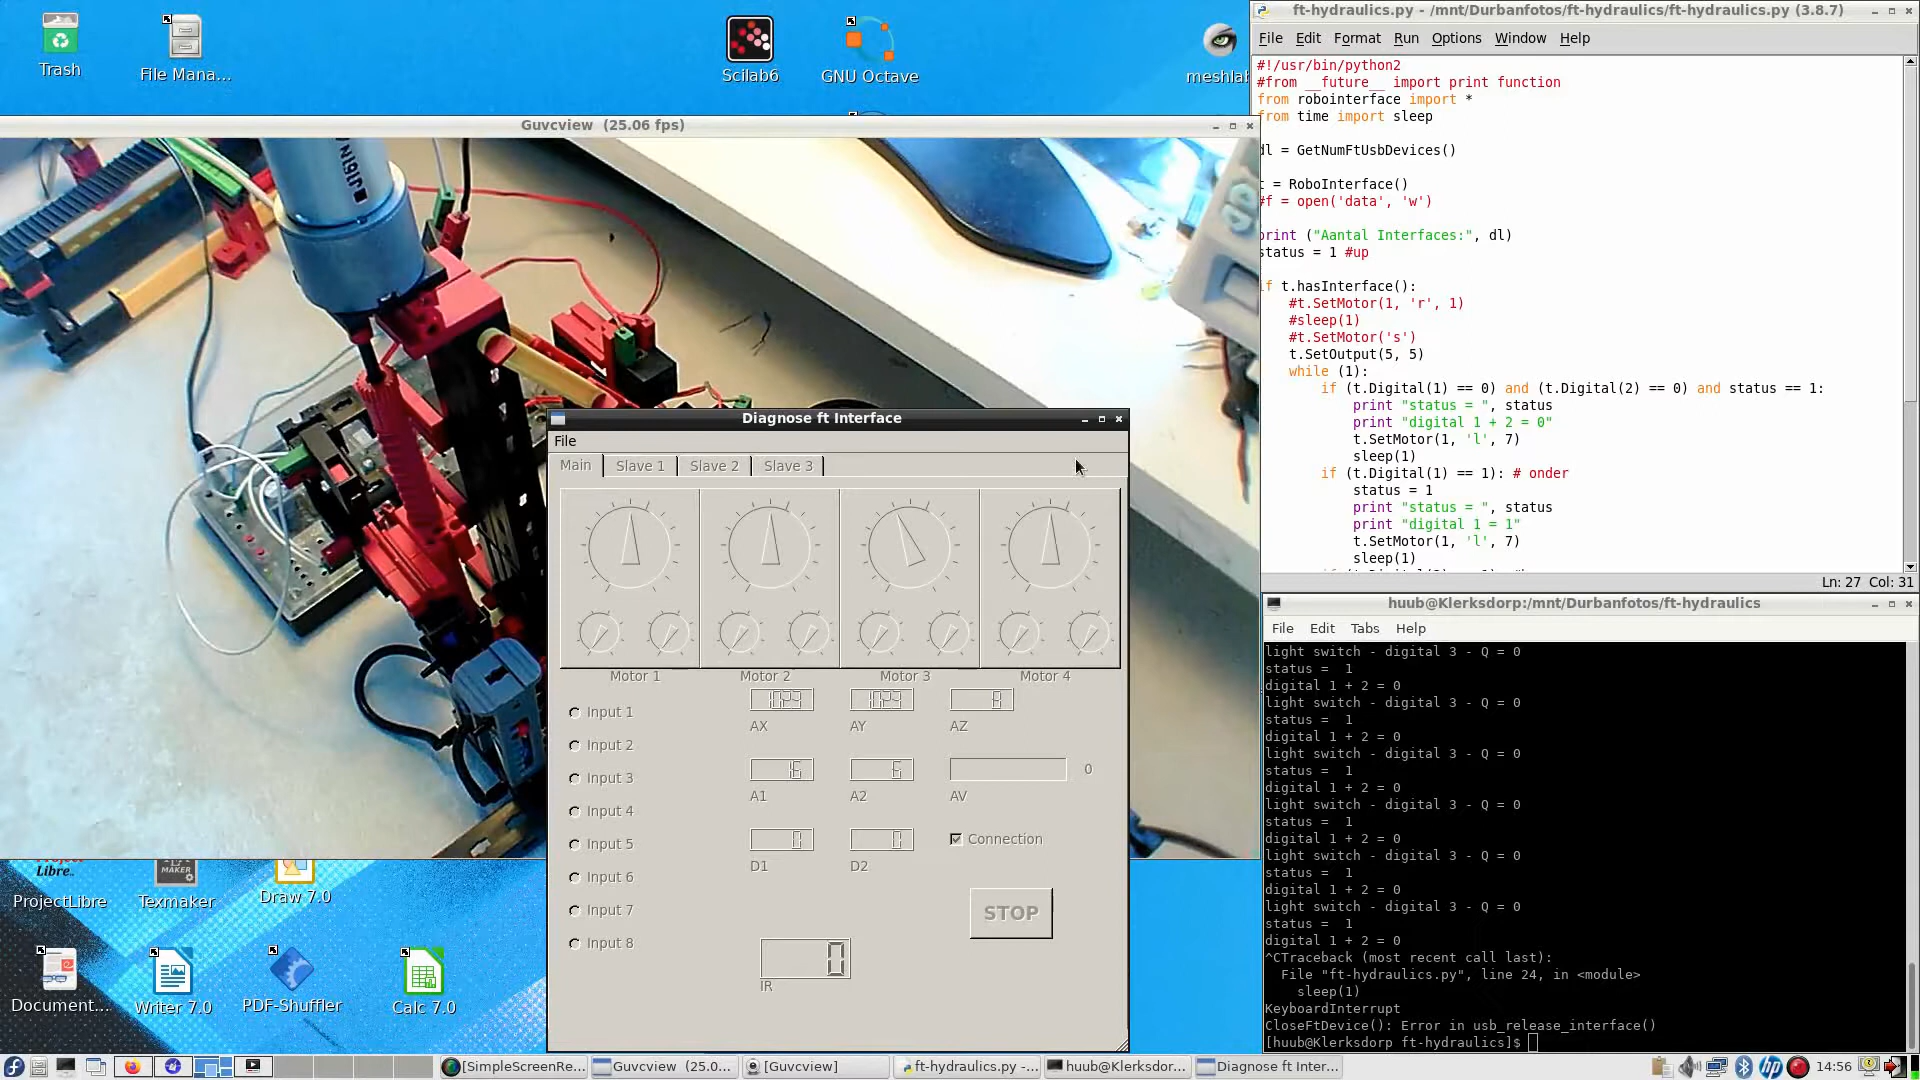 Trash
File Mana...
Scilab6
GNU Octave
meshlab
ft-hydraulics.py - /mnt/Durbanfotos/ft-hydraulics/ft-hydraulics.py (3.8.7)
File Edit Format Run Options Window Help
#!/usr/bin/python2
#from __future__ import print function
from robointerface import *
from time import sleep
dl = GetNumFtUsbDevices()
t = RoboInterface()
#f = open('data', 'w')
print ("Aantal Interfaces:", dl)
status = 1 #up
if t.hasInterface():
#t.SetMotor(1, 'r', 1)
#sleep(1)
#t.SetMotor('s')
t.SetOutput(5, 5)
while (1):
if (t.Digital(1) == 0) and (t.Digital(2) == 0) and status == 1:
print "status = ", status
print "digital 1 + 2 = 0"
t.SetMotor(1, 'l', 7)
sleep(1)
if (t.Digital(1) == 1): # onder
status = 1
print "status = ", status
print "digital 1 = 1"
t.SetMotor(1, 'l', 7)
sleep(1)
Ln: 27 Col: 31
Guvcview (25.06 fps)
Diagnose ft Interface
File
Main Slave 1 Slave 2 Slave 3
Motor 1 Motor 2 Motor 3 Motor 4
Input 1
Input 2
Input 3
Input 4
Input 5
Input 6
Input 7
Input 8
1024 1024 8
AX AY AZ
16 6 0
A1 A2 AV
0 0 Connection
D1 D2
STOP
0
IR
huub@Klerksdorp:/mnt/Durbanfotos/ft-hydraulics
File Edit Tabs Help
light switch - digital 3 - Q = 0
status =  1
digital 1 + 2 = 0
light switch - digital 3 - Q = 0
status =  1
digital 1 + 2 = 0
light switch - digital 3 - Q = 0
status =  1
digital 1 + 2 = 0
light switch - digital 3 - Q = 0
status =  1
digital 1 + 2 = 0
light switch - digital 3 - Q = 0
status =  1
digital 1 + 2 = 0
light switch - digital 3 - Q = 0
status =  1
digital 1 + 2 = 0
^CTraceback (most recent call last):
File "ft-hydraulics.py", line 24, in <module>
sleep(1)
KeyboardInterrupt
CloseFtDevice(): Error in usb_release_interface()
[huub@Klerksdorp ft-hydraulics]$
Libre..
ProjectLibre
MAKER
Texmaker
Draw 7.0
Document...
Writer 7.0
PDF-Shuffler
Calc 7.0
[SimpleScreenRe...
Guvcview (25.0...
[Guvcview]
ft-hydraulics.py -...
huub@Klerksdor...
Diagnose ft Inter...
hp
14:56